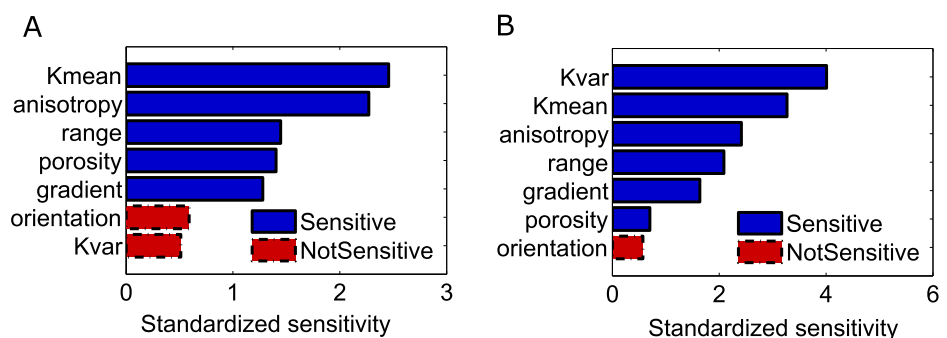 A
Kmean
anisotropy
range
porosity
gradient
orientation
Kvar
Sensitive
NotSensitive
0 1 2 3
Standardized sensitivity
B
Kvar
Kmean
anisotropy
range
gradient
porosity
orientation
Sensitive
NotSensitive
0 2 4 6
Standardized sensitivity